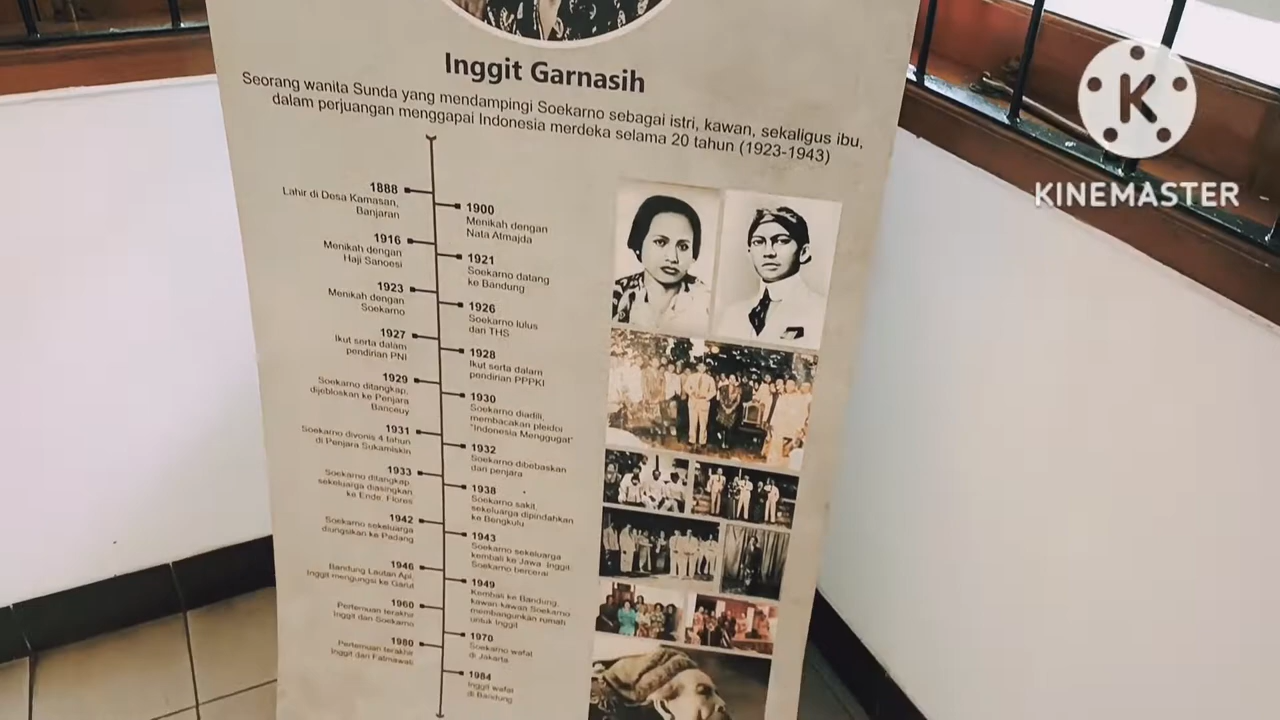 Inggit Garnasih
Seorang wanita Sunda yang mendampingi Soekarno sebagai istri, kawan, sekaligus ibu,
dalam perjuangan menggapai Indonesia merdeka selama 20 tahun (1923-1943)
1888
Lahir di Desa Kamasan,
Banjaran
1900
Menikah dengan
Nata Atmajda
1916
Menikah dengan
Haji Sanoesi
1921
Soekarno datang
ke Bandung
1923
Menikah dengan
Soekarno
1926
Soekarno lulus
dari THS
1927
Ikut serta dalam
pendirian PNI
1928
Ikut serta dalam
pendirian PPPKI
1929
Soekarno ditangkap,
dijebloskan ke Penjara
Banceuy
1930
Soekarno diadili,
membacakan pleidoi
"Indonesia Menggugat"
1931
Soekarno divonis 4 tahun
di Penjara Sukamiskin
1932
Soekarno dibebaskan
dari penjara
1933
Soekarno ditangkap,
sekeluarga diasingkan
ke Ende, Flores
1938
Soekarno sakit,
sekeluarga dipindahkan
ke Bengkulu
1942
Soekarno sekeluarga
diungsikan ke Padang
1943
Soekarno sekeluarga
kembali ke Jawa. Inggit
Soekarno bercerai
1946
Bandung Lautan Api,
Inggit mengungsi ke Garut
1949
Kembali ke Bandung,
kawan-kawan Soekarno
membangunkan rumah
untuk Inggit
1960
Pertemuan terakhir
Inggit dan Soekarno
1970
Soekarno wafat
di Jakarta
1980
Pertemuan terakhir
Inggit dan Fatmawati
1984
Inggit wafat
di Bandung
K
KINEMASTER